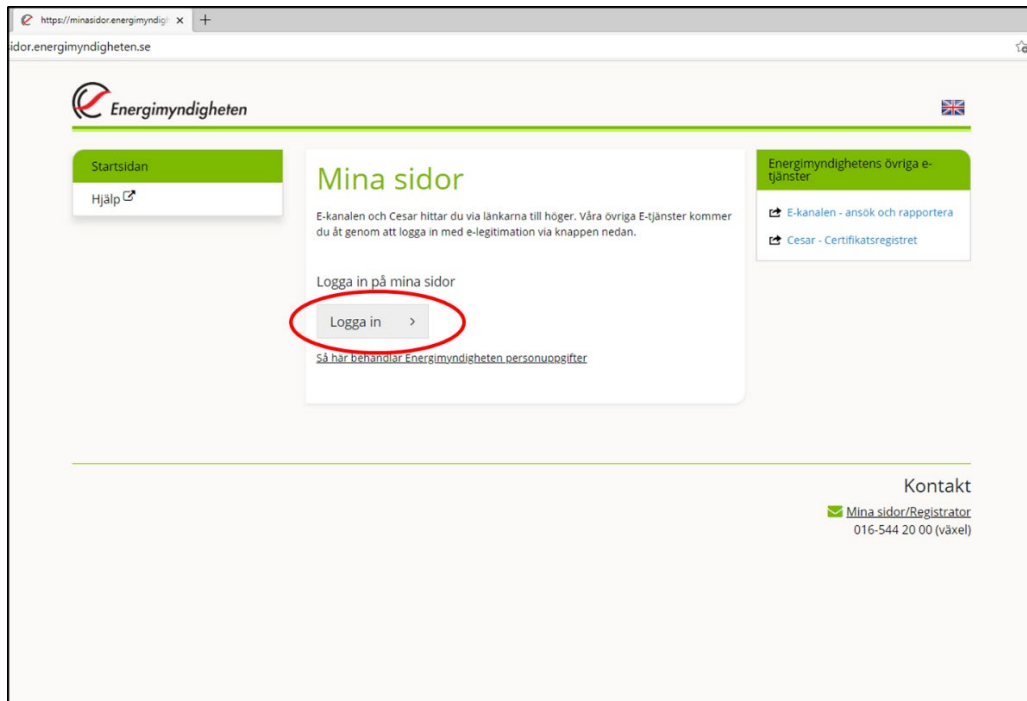 https://minasidor.energimyndig
idor.energimyndigheten.se
Energimyndigheten
Startsidan
Hjälp
Mina sidor
E-kanalen och Cesar hittar du via länkarna till höger. Våra övriga E-tjänster kommer
du åt genom att logga in med e-legitimation via knappen nedan.
Logga in på mina sidor
Logga in
Så här behandlar Energimyndigheten personuppgifter
Energimyndighetens övriga e-
tjänster
E-kanalen - ansök och rapportera
Cesar - Certifikatsregistret
Kontakt
Mina sidor/Registrator
016-544 20 00 (växel)